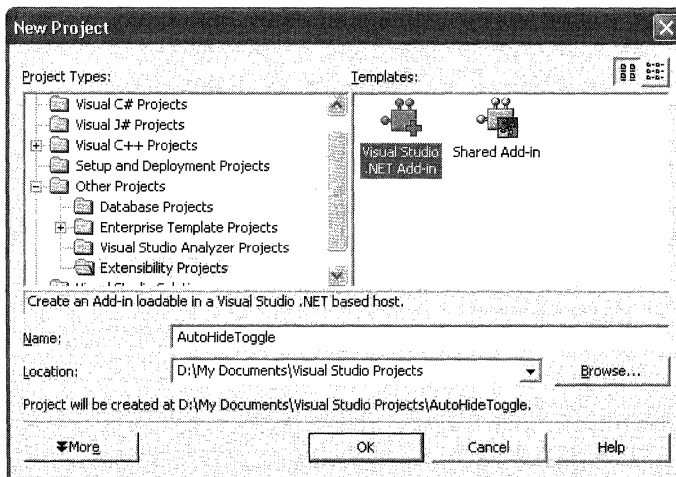 New Project
Project Types:
Templates:
Visual C# Projects
Visual J# Projects
Visual C++ Projects
Setup and Deployment Projects
Other Projects
Database Projects
Enterprise Template Projects
Visual Studio Analyzer Projects
Extensibility Projects
Visual Studio .NET Add-in
Shared Add-in
Create an Add-in loadable in a Visual Studio .NET based host.
Name:
AutoHideToggle
Location:
D:\My Documents\Visual Studio Projects
Browse...
Project will be created at D:\My Documents\Visual Studio Projects\AutoHideToggle.
More
OK
Cancel
Help